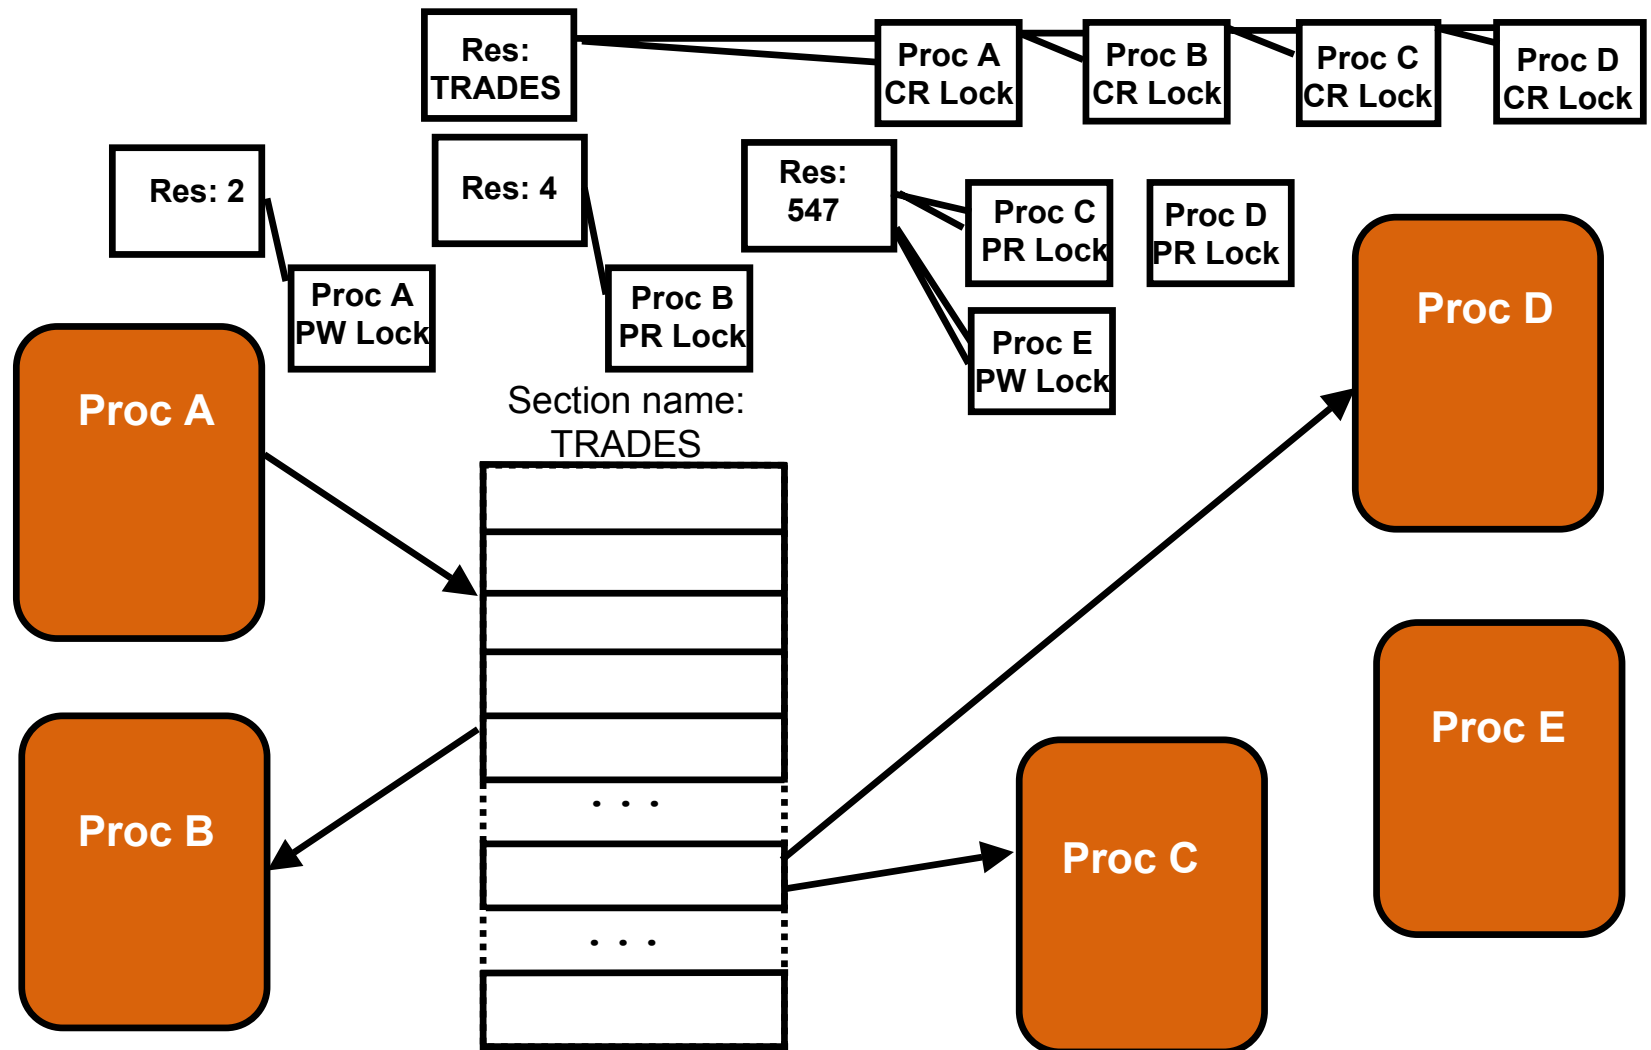 Res:
TRADES
Proc A
CR Lock
Proc B
CR Lock
Proc C
CR Lock
Proc D
CR Lock
Res: 2
Res: 4
Res:
547
Proc C
PR Lock
Proc D
PR Lock
Proc A
PW Lock
Proc B
PR Lock
Proc E
PW Lock
Proc D
Proc A
Section name:
TRADES
Proc E
Proc B
. . .
Proc C
. . .